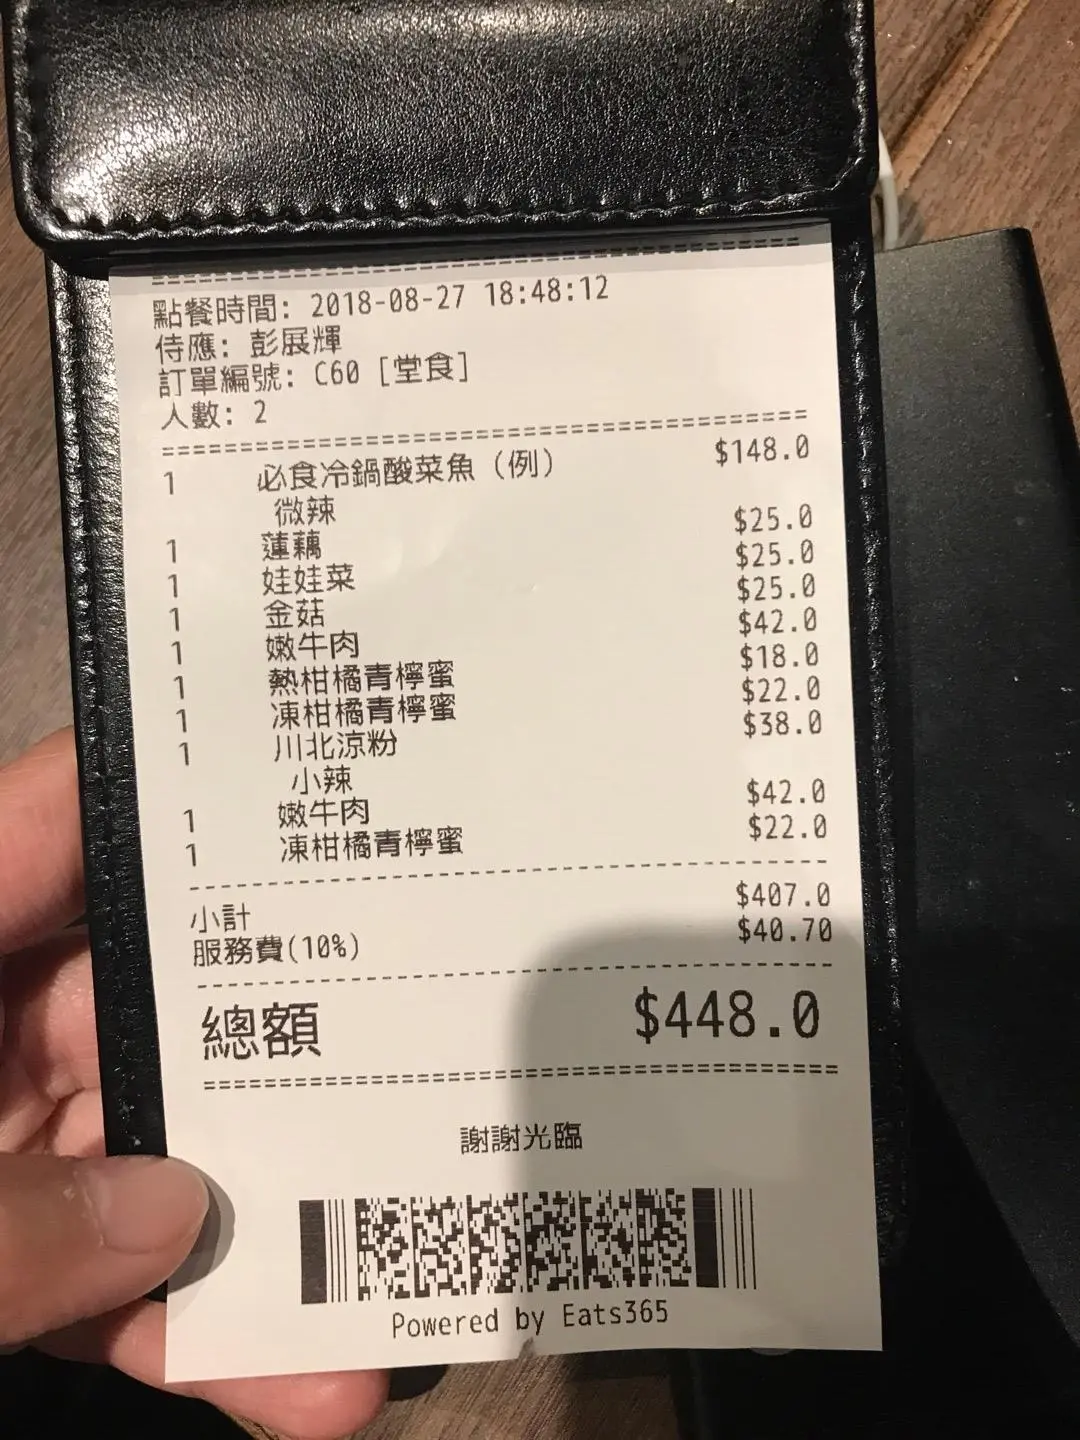 點餐時間: 2018-08-27 18:48:12
侍應: 彭展輝
訂單編號: C60 [堂食]
人數: 2
1 必食冷鍋酸菜魚 (例) $148.0
微辣
1 蓮藕 $25.0
1 娃娃菜 $25.0
1 金菇 $25.0
1 嫩牛肉 $42.0
1 熱柑橘青檸蜜 $18.0
1 凍柑橘青檸蜜 $22.0
1 川北涼粉 $38.0
小辣
1 嫩牛肉 $42.0
1 凍柑橘青檸蜜 $22.0
小計 $407.0
服務費(10%) $40.70
總額 $448.0
謝謝光臨
Powered by Eats365